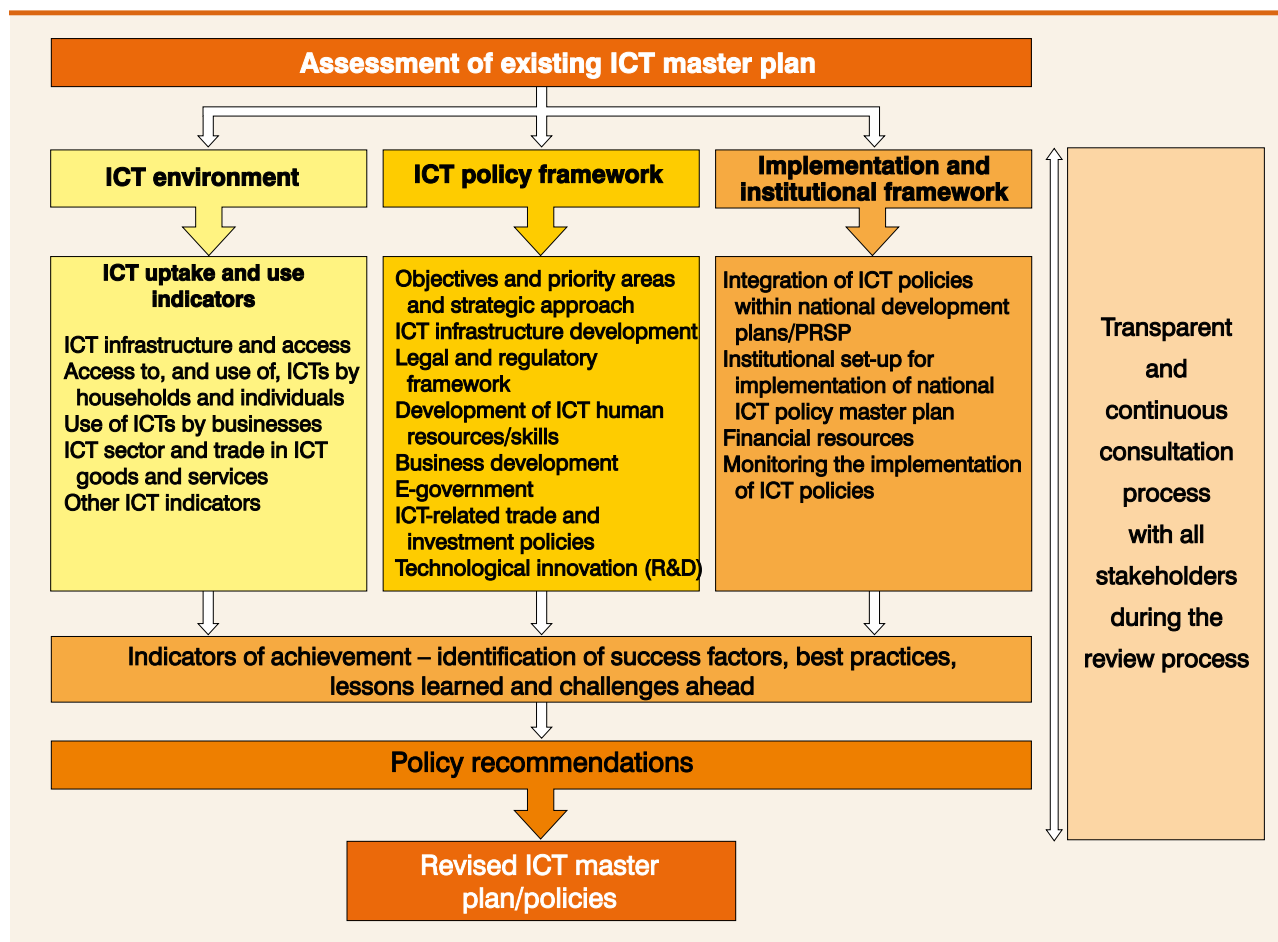 Assessment of existing ICT master plan
ICT environment
ICT uptake and use
indicators
ICT infrastructure and access
Access to, and use of, ICTs by
households and individuals
Use of ICTs by businesses
ICT sector and trade in ICT
goods and services
Other ICT indicators
ICT policy framework
Objectives and priority areas
and strategic approach
ICT infrastructure development
Legal and regulatory
framework
Development of ICT human
resources/skills
Business development
E-government
ICT-related trade and
investment policies
Technological innovation (R&D)
Implementation and
institutional framework
Integration of ICT policies
within national development
plans/PRSP
Institutional set-up for
implementation of national
ICT policy master plan
Financial resources
Monitoring the implementation
of ICT policies
Indicators of achievement – identification of success factors, best practices,
lessons learned and challenges ahead
Policy recommendations
Revised ICT master
plan/policies
Transparent
and
continuous
consultation
process
with all
stakeholders
during the
review process